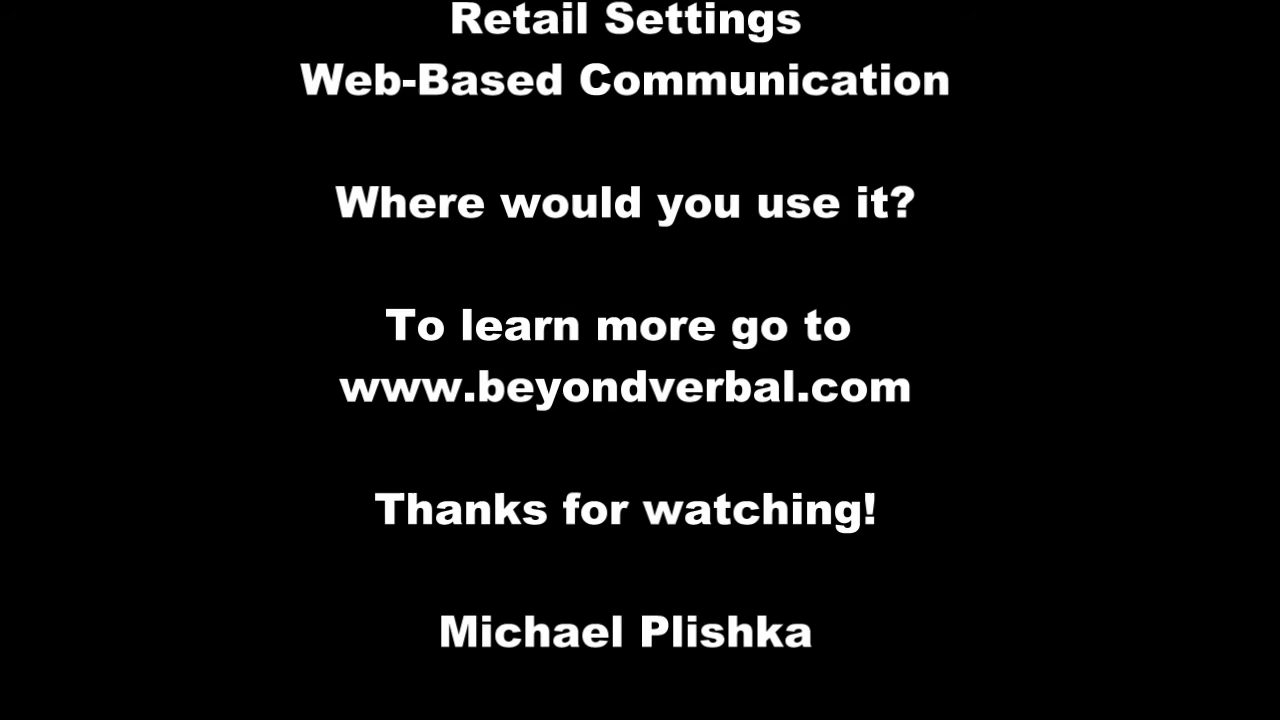 Retail Settings
Web-Based Communication
Where would you use it?
To learn more go to
www.beyondverbal.com
Thanks for watching!
Michael Plishka